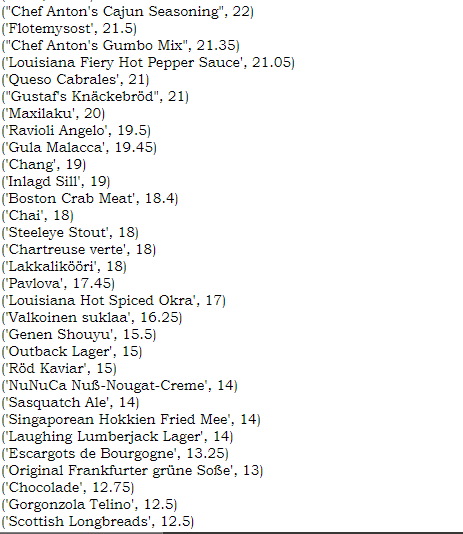 ("Chef Anton's Cajun Seasoning", 22)
('Flotemysost', 21.5)
("Chef Anton's Gumbo Mix", 21.35)
('Louisiana Fiery Hot Pepper Sauce', 21.05)
('Queso Cabrales', 21)
("Gustaf's Knäckebröd", 21)
('Maxilaku', 20)
('Ravioli Angelo', 19.5)
('Gula Malacca', 19.45)
('Chang', 19)
('Inlagd Sill', 19)
('Boston Crab Meat', 18.4)
('Chai', 18)
('Steeleye Stout', 18)
('Chartreuse verte', 18)
('Lakkalikööri', 18)
('Pavlova', 17.45)
('Louisiana Hot Spiced Okra', 17)
('Valkoinen suklaa', 16.25)
('Genen Shouyu', 15.5)
('Outback Lager', 15)
('Röd Kaviar', 15)
('NuNuCa Nuß-Nougat-Creme', 14)
('Sasquatch Ale', 14)
('Singaporean Hokkien Fried Mee', 14)
('Laughing Lumberjack Lager', 14)
('Escargots de Bourgogne', 13.25)
('Original Frankfurter grüne Soße', 13)
('Chocolade', 12.75)
('Gorgonzola Telino', 12.5)
('Scottish Longbreads', 12.5)